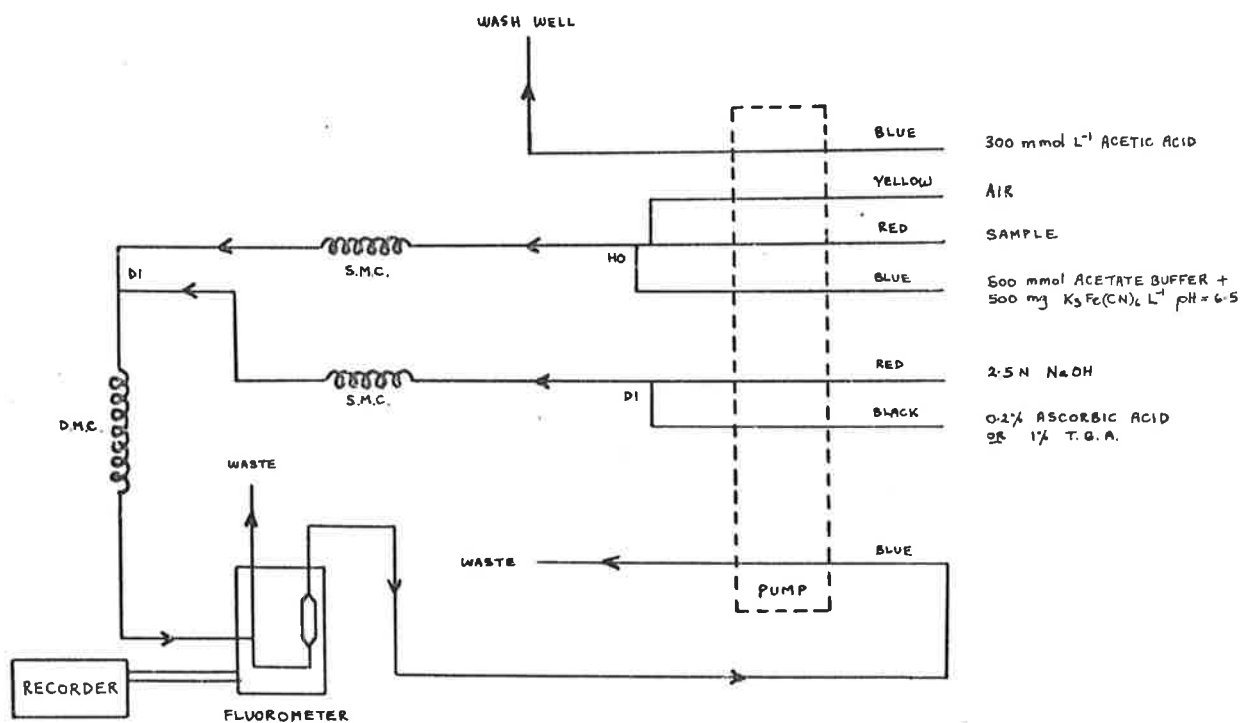 WASH WELL
BLUE
300 mmol L⁻¹ ACETIC ACID
YELLOW
AIR
RED
SAMPLE
HO
S.M.C.
BLUE
500 mmol ACETATE BUFFER +
500 mg K₃Fe(CN)₆ L⁻¹ pH = 6.5
DI
RED
2.5 N NaOH
S.M.C.
DI
BLACK
0.2% ASCORBIC ACID
OR 1% T.G.A.
D.M.C.
WASTE
WASTE
BLUE
PUMP
RECORDER
FLUOROMETER